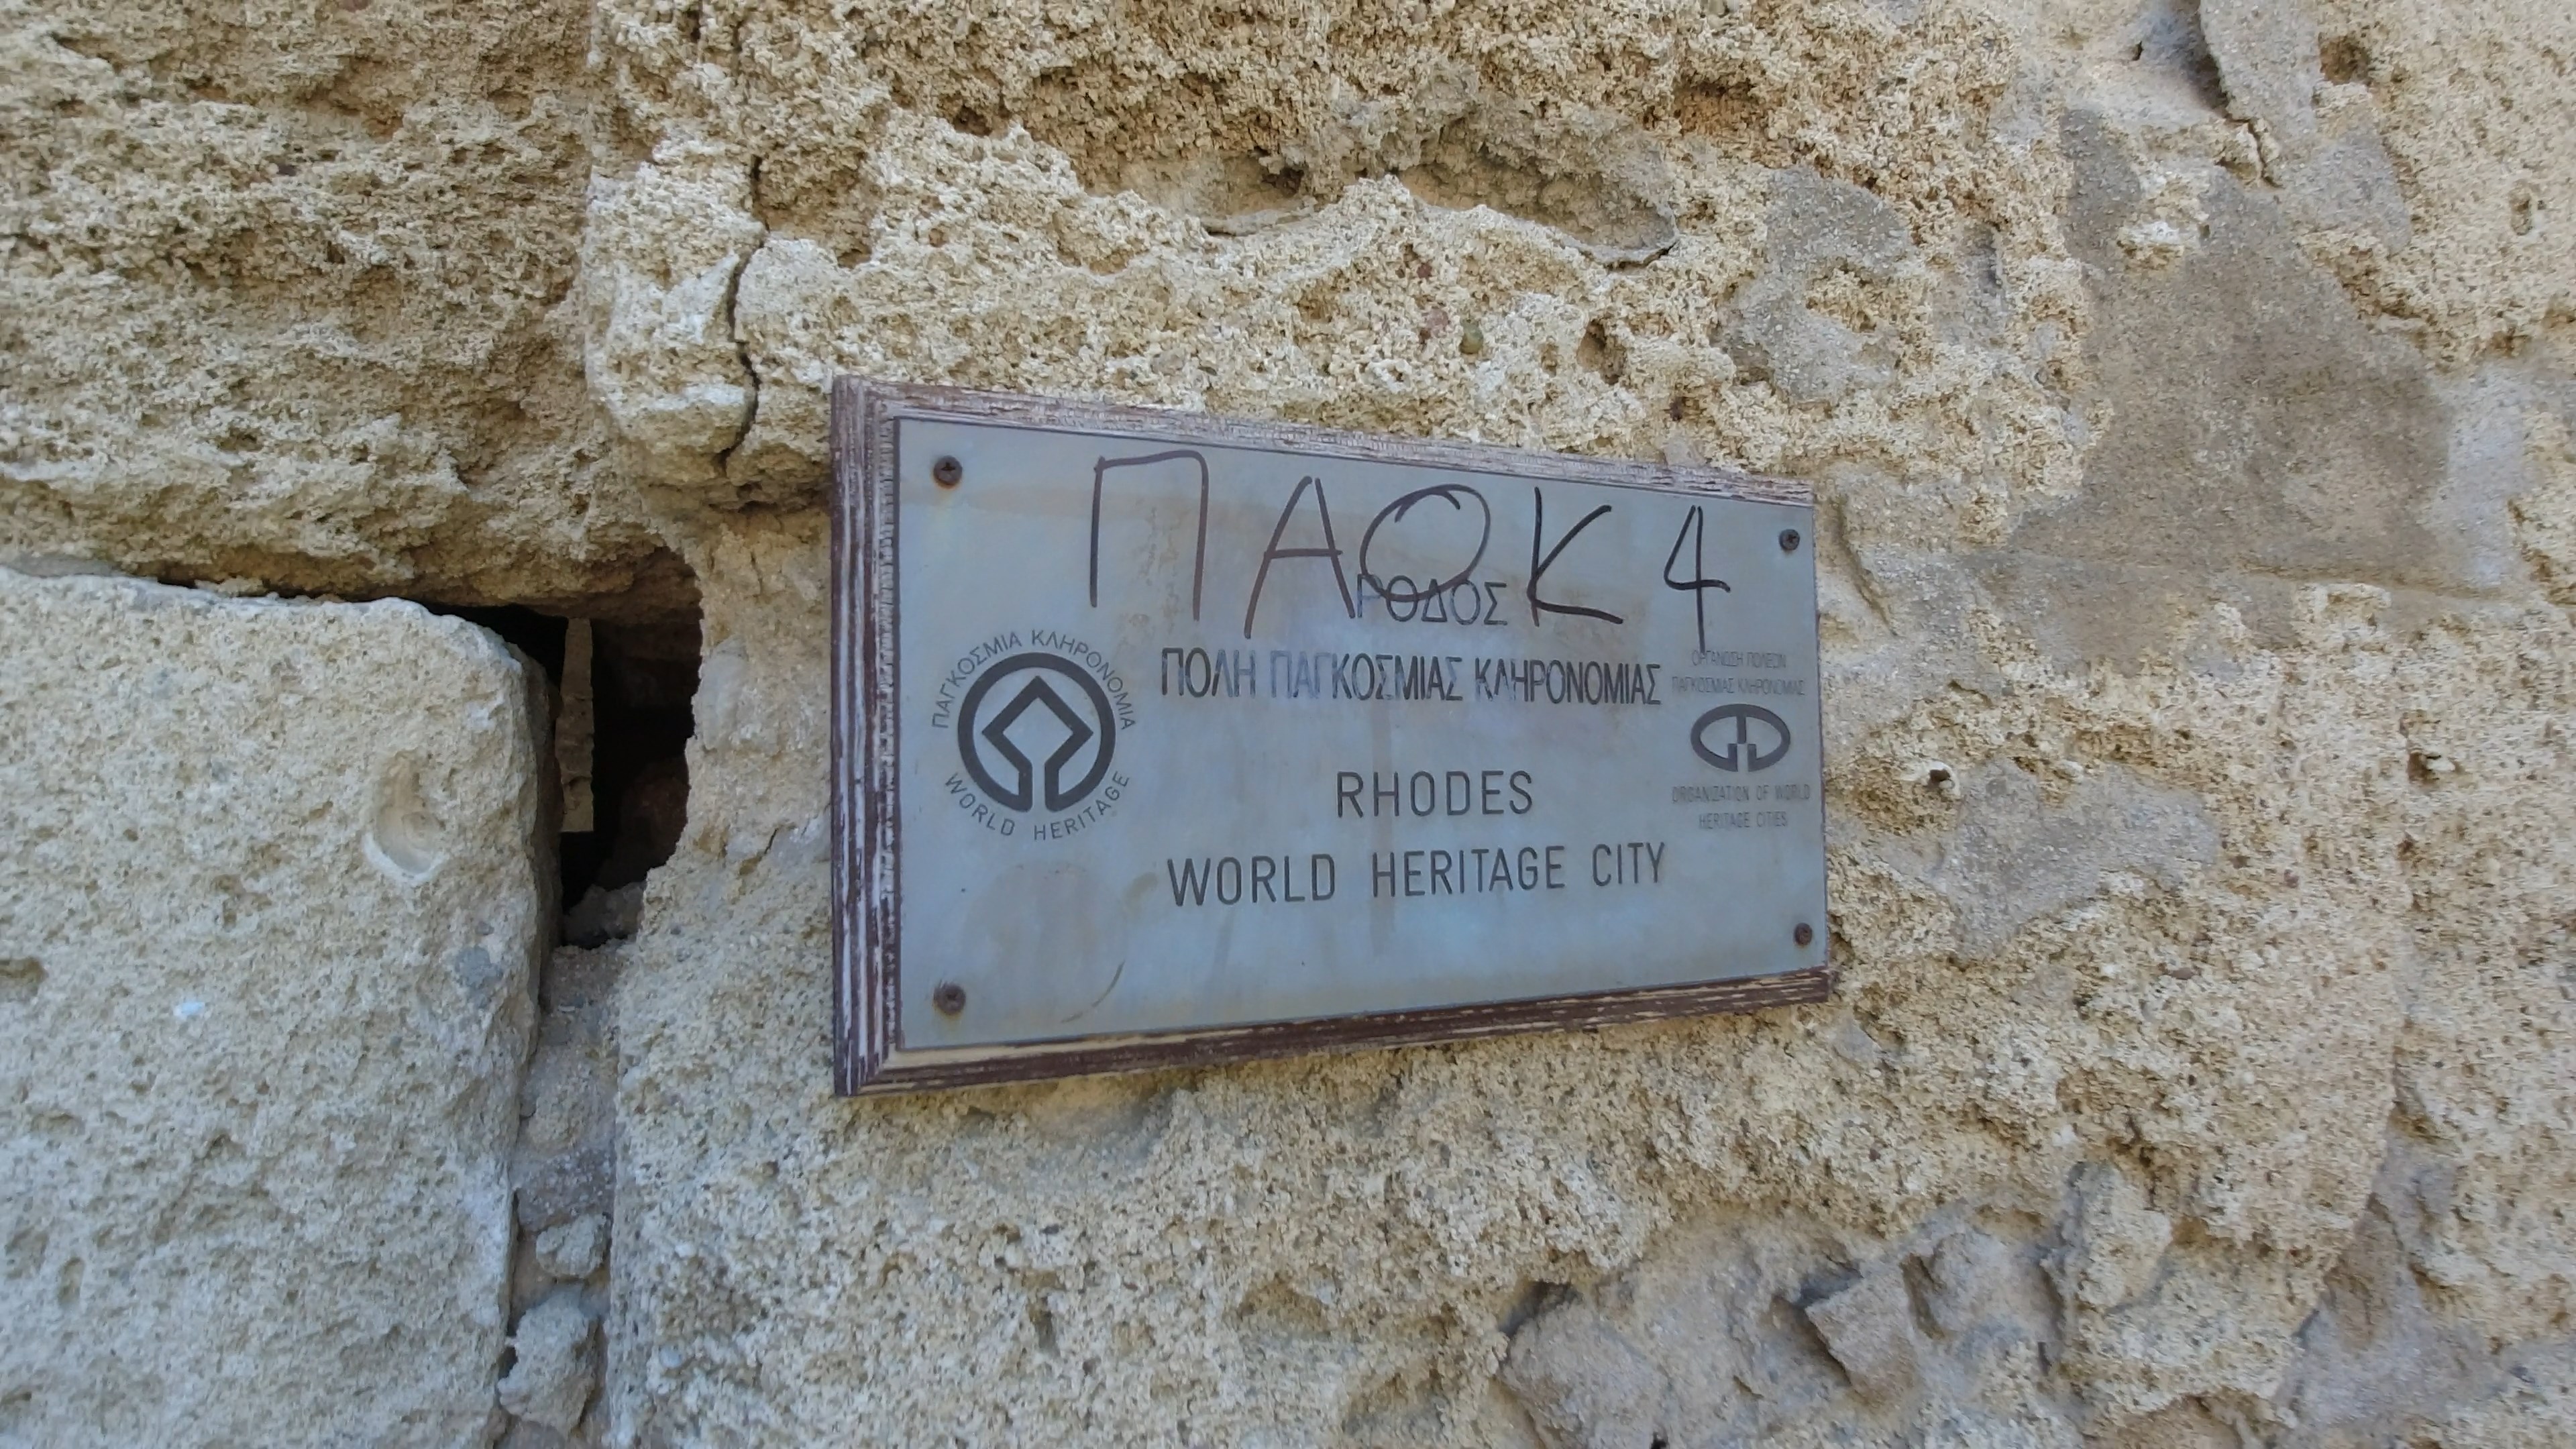 ΠΑΟΚ 4
ΡΟΔΟΣ
ΠΟΛΗ ΠΑΓΚΟΣΜΙΑΣ ΚΛΗΡΟΝΟΜΙΑΣ
RHODES
WORLD HERITAGE CITY
ΠΑΓΚΟΣΜΙΑ ΚΛΗΡΟΝΟΜΙΑ
WORLD HERITAGE
ΟΡΓΑΝΩΣΗ ΠΟΛΕΩΝ
ΠΑΓΚΟΣΜΙΑΣ ΚΛΗΡΟΝΟΜΙΑΣ
ORGANIZATION OF WORLD
HERITAGE CITIES